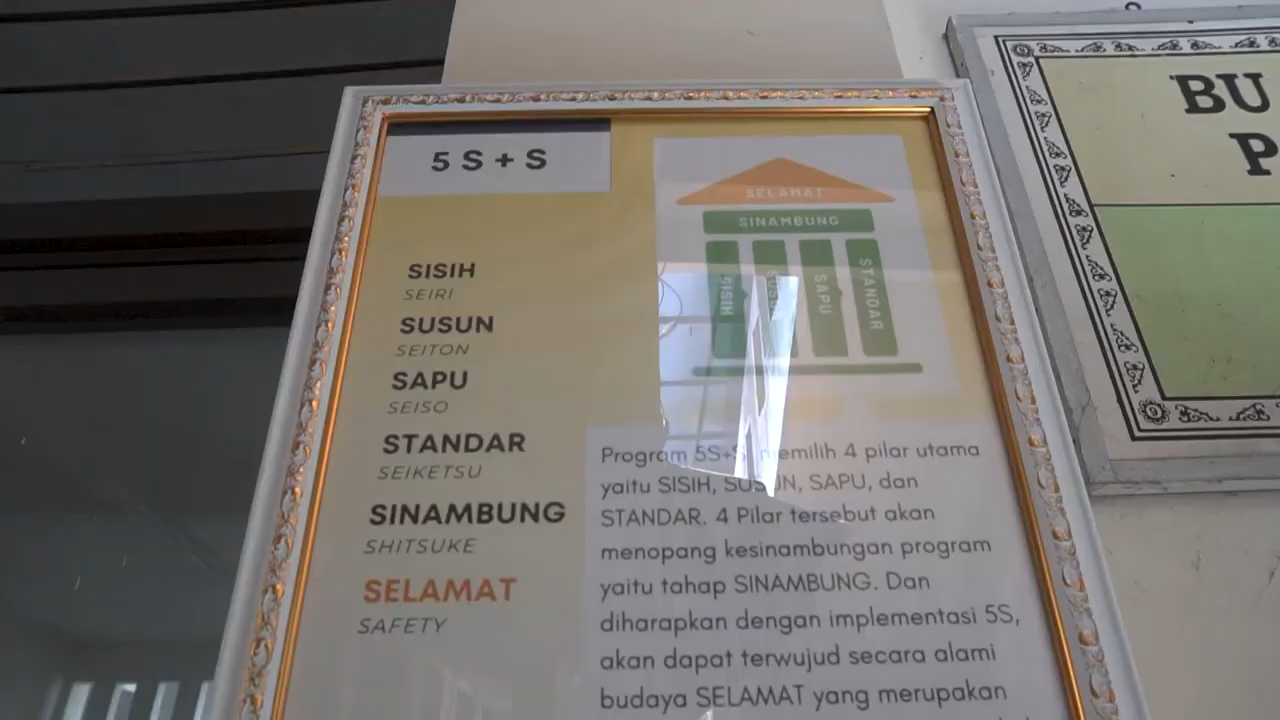 5 S + S
SISIH
SEIRI
SUSUN
SEITON
SAPU
SEISO
STANDAR
SEIKETSU
SINAMBUNG
SHITSUKE
SELAMAT
SAFETY
SELAMAT
SINAMBUNG
SISIH
SUSUN
SAPU
STANDAR
Program 5S+S memilih 4 pilar utama
yaitu SISIH, SUSUN, SAPU, dan
STANDAR. 4 Pilar tersebut akan
menopang kesinambungan program
yaitu tahap SINAMBUNG. Dan
diharapkan dengan implementasi 5S,
akan dapat terwujud secara alami
budaya SELAMAT yang merupakan
BU
P